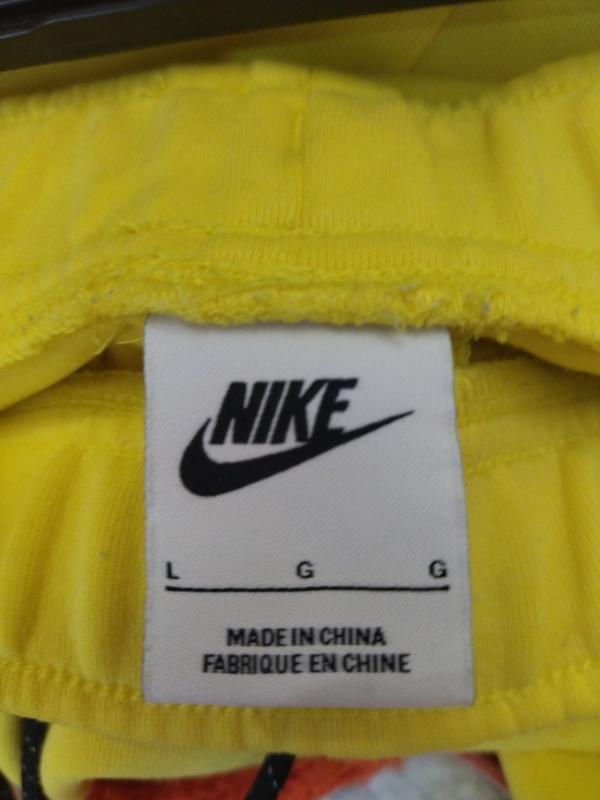 NIKE
L G G
MADE IN CHINA
FABRIQUE EN CHINE